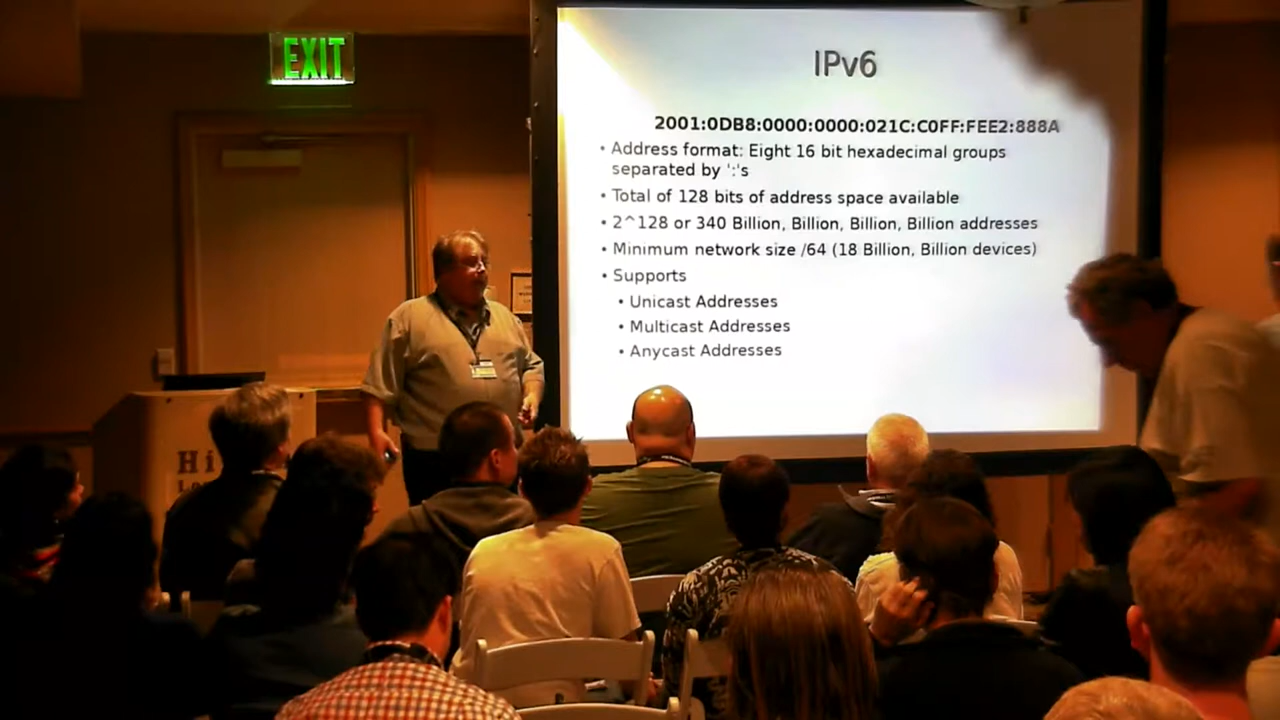 EXIT
IPv6
2001:0DB8:0000:0000:021C:C0FF:FEE2:888A
• Address format: Eight 16 bit hexadecimal groups
separated by ':'s
• Total of 128 bits of address space available
• 2^128 or 340 Billion, Billion, Billion, Billion addresses
• Minimum network size /64 (18 Billion, Billion devices)
• Supports
• Unicast Addresses
• Multicast Addresses
• Anycast Addresses